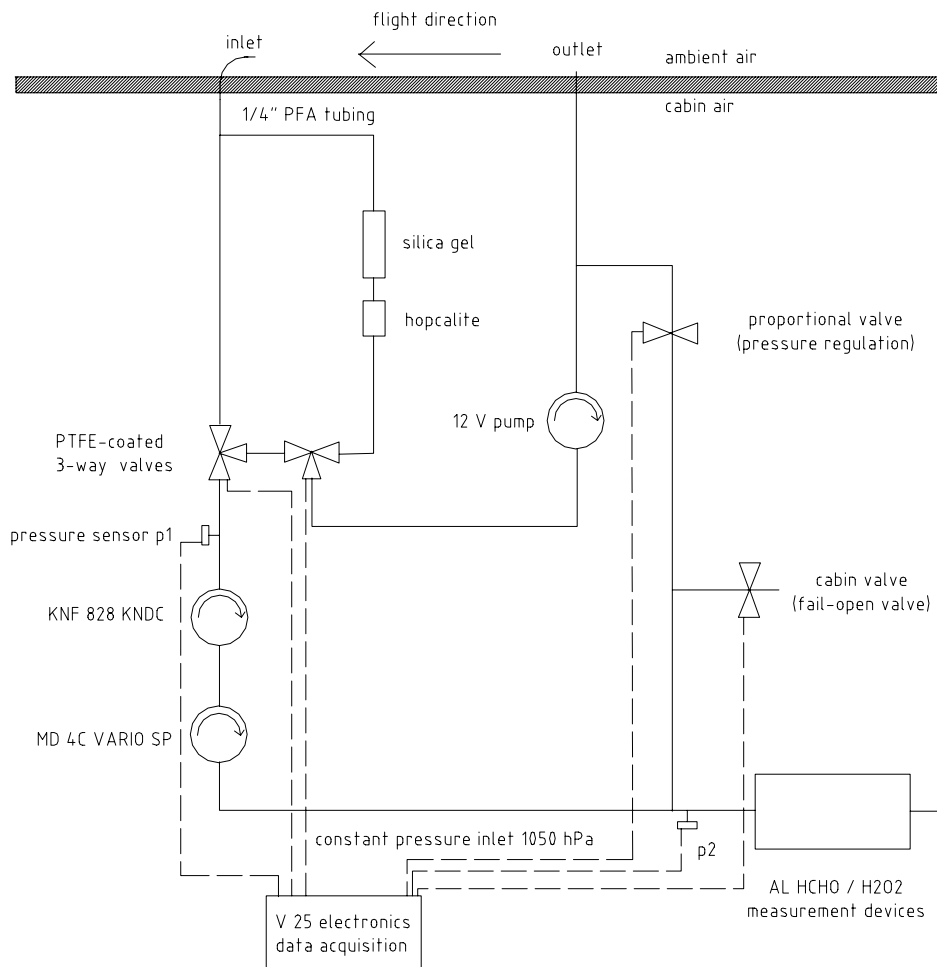 flight direction
inlet
outlet
ambient air
cabin air
1/4" PFA tubing
silica gel
hopcalite
proportional valve
(pressure regulation)
12 V pump
PTFE-coated
3-way valves
pressure sensor p1
KNF 828 KNDC
cabin valve
(fail-open valve)
MD 4C VARIO SP
constant pressure inlet 1050 hPa
p2
AL HCHO / H2O2
measurement devices
V 25 electronics
data acquisition